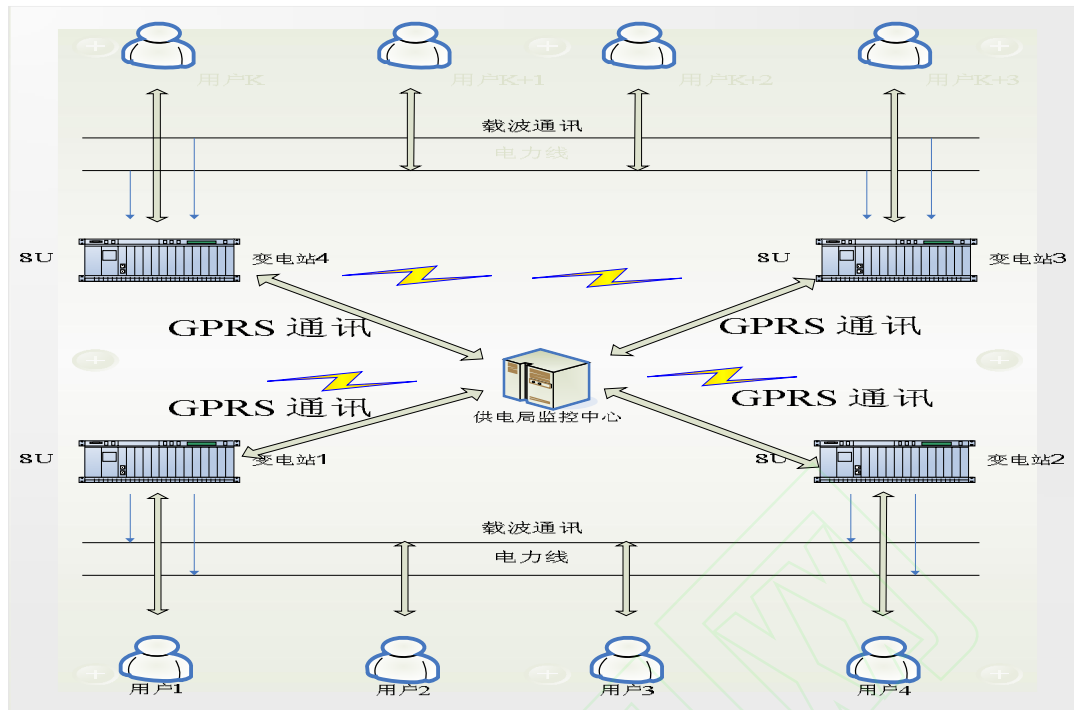 用户K
用户K+1
用户K+2
用户K+3
载波通讯
电力线
8U
变电站4
8U
变电站3
GPRS 通讯
GPRS 通讯
GPRS 通讯
GPRS 通讯
供电局监控中心
8U
变电站1
8U
变电站2
载波通讯
电力线
用户1
用户2
用户3
用户4